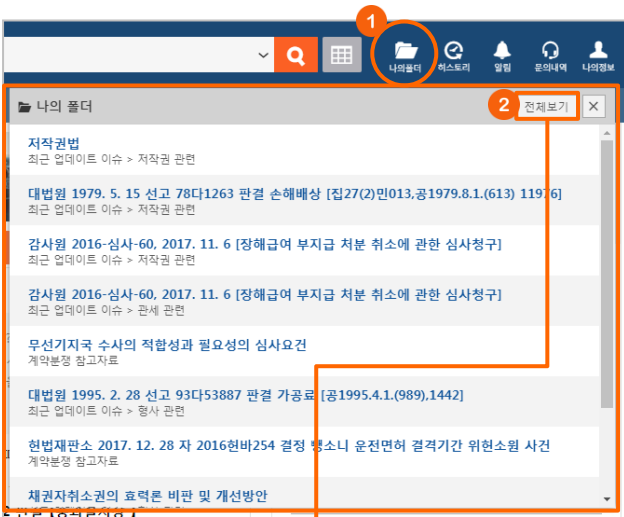 1
나의폴더
히스토리
알림
문의내역
나의정보
나의 폴더
2
전체보기
저작권법
최근 업데이트 이슈 > 저작권 관련
대법원 1979. 5. 15 선고 78다1263 판결 손해배상 [집27(2)민013,공1979.8.1.(613) 11976]
최근 업데이트 이슈 > 저작권 관련
감사원 2016-심사-60, 2017. 11. 6 [장해급여 부지급 처분 취소에 관한 심사청구]
최근 업데이트 이슈 > 저작권 관련
감사원 2016-심사-60, 2017. 11. 6 [장해급여 부지급 처분 취소에 관한 심사청구]
최근 업데이트 이슈 > 관세 관련
무선기지국 수사의 적합성과 필요성의 심사요건
계약분쟁 참고자료
대법원 1995. 2. 28 선고 93다53887 판결 가공료 [공1995.4.1.(989),1442]
최근 업데이트 이슈 > 형사 관련
헌법재판소 2017. 12. 28 자 2016헌바254 결정 뺑소니 운전면허 결격기간 위헌소원 사건
계약분쟁 참고자료
채권자취소권의 효력론 비판 및 개선방안